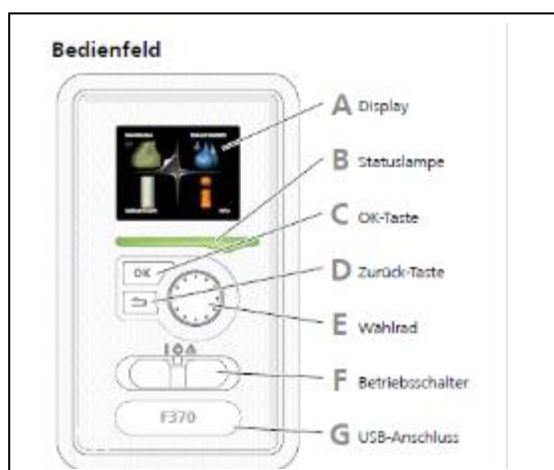 Bedienfeld
A Display
B Statuslampe
C OK-Taste
D Zurück-Taste
E Wählrad
F Betriebsschalter
G USB-Anschluss
OK
F370